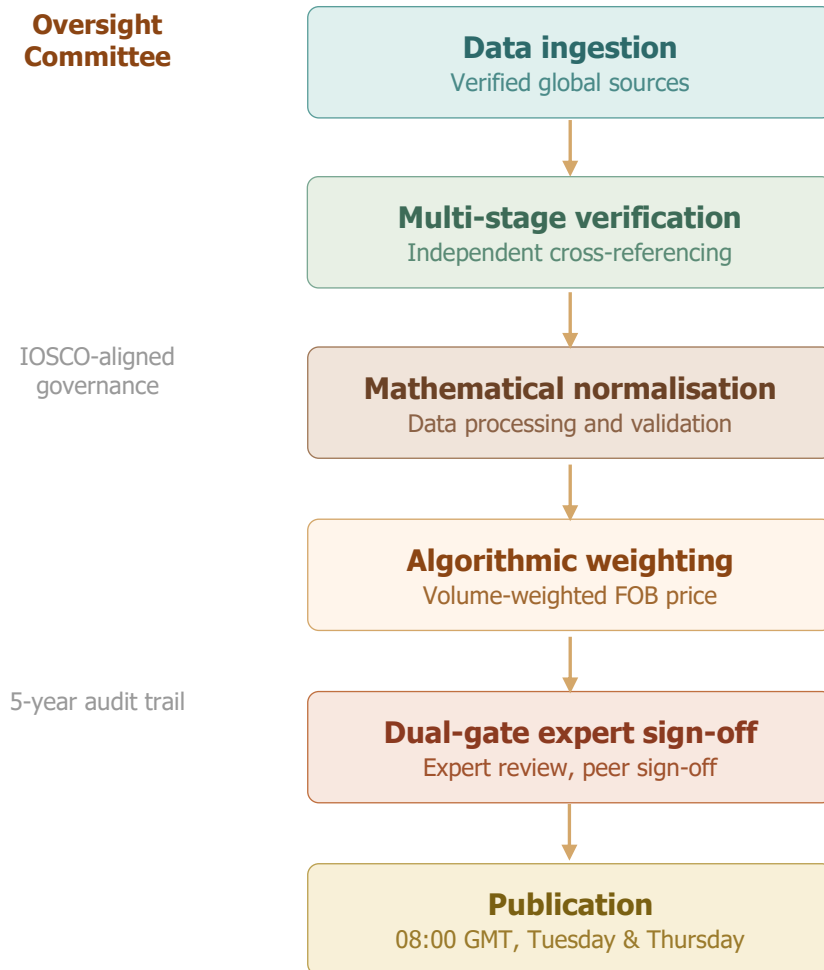 Oversight
Committee
Data ingestion
Verified global sources
Multi-stage verification
Independent cross-referencing
IOSCO-aligned
governance
Mathematical normalisation
Data processing and validation
Algorithmic weighting
Volume-weighted FOB price
5-year audit trail
Dual-gate expert sign-off
Expert review, peer sign-off
Publication
08:00 GMT, Tuesday & Thursday